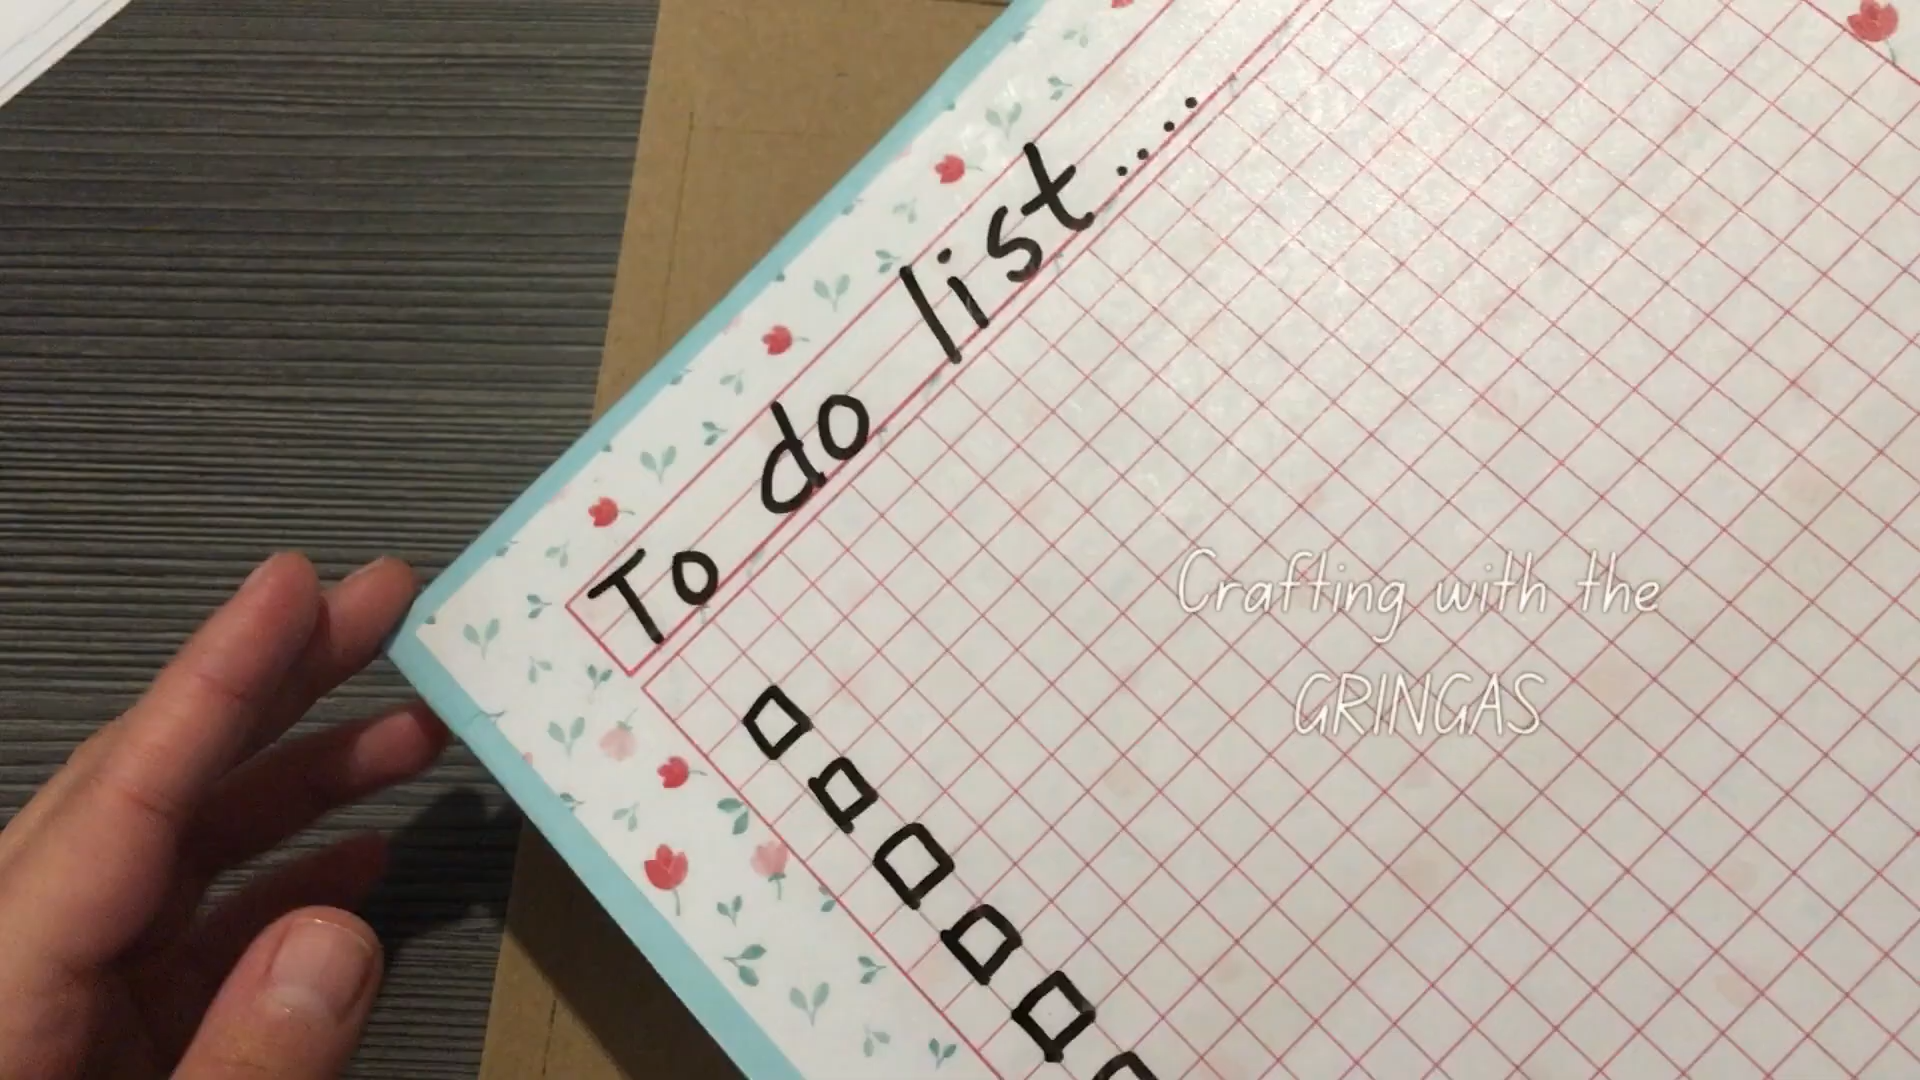 To do list....
Crafting with the
GRINGAS